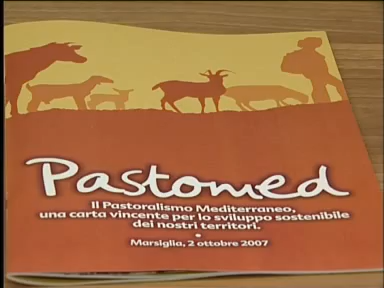 Pastomed
Il Pastoralismo Mediterraneo,
una carta vincente per lo sviluppo sostenibile
dei nostri territori.
•
Marsiglia, 2 ottobre 2007